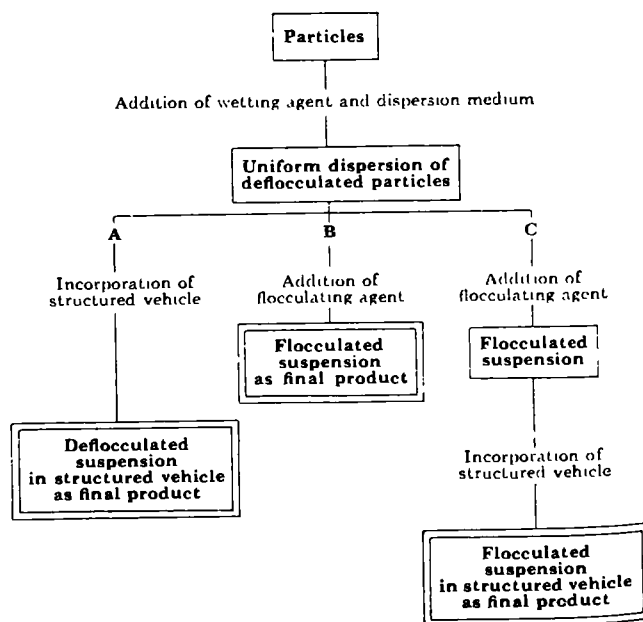 Particles
Addition of wetting agent and dispersion medium
Uniform dispersion of
deflocculated particles
A
B
C
Incorporation of
structured vehicle
Addition of
flocculating agent
Addition of
flocculating agent
Flocculated
suspension
as final product
Flocculated
suspension
Deflocculated
suspension
in structured vehicle
as final product
Incorporation of
structured vehicle
Flocculated
suspension
in structured vehicle
as final product